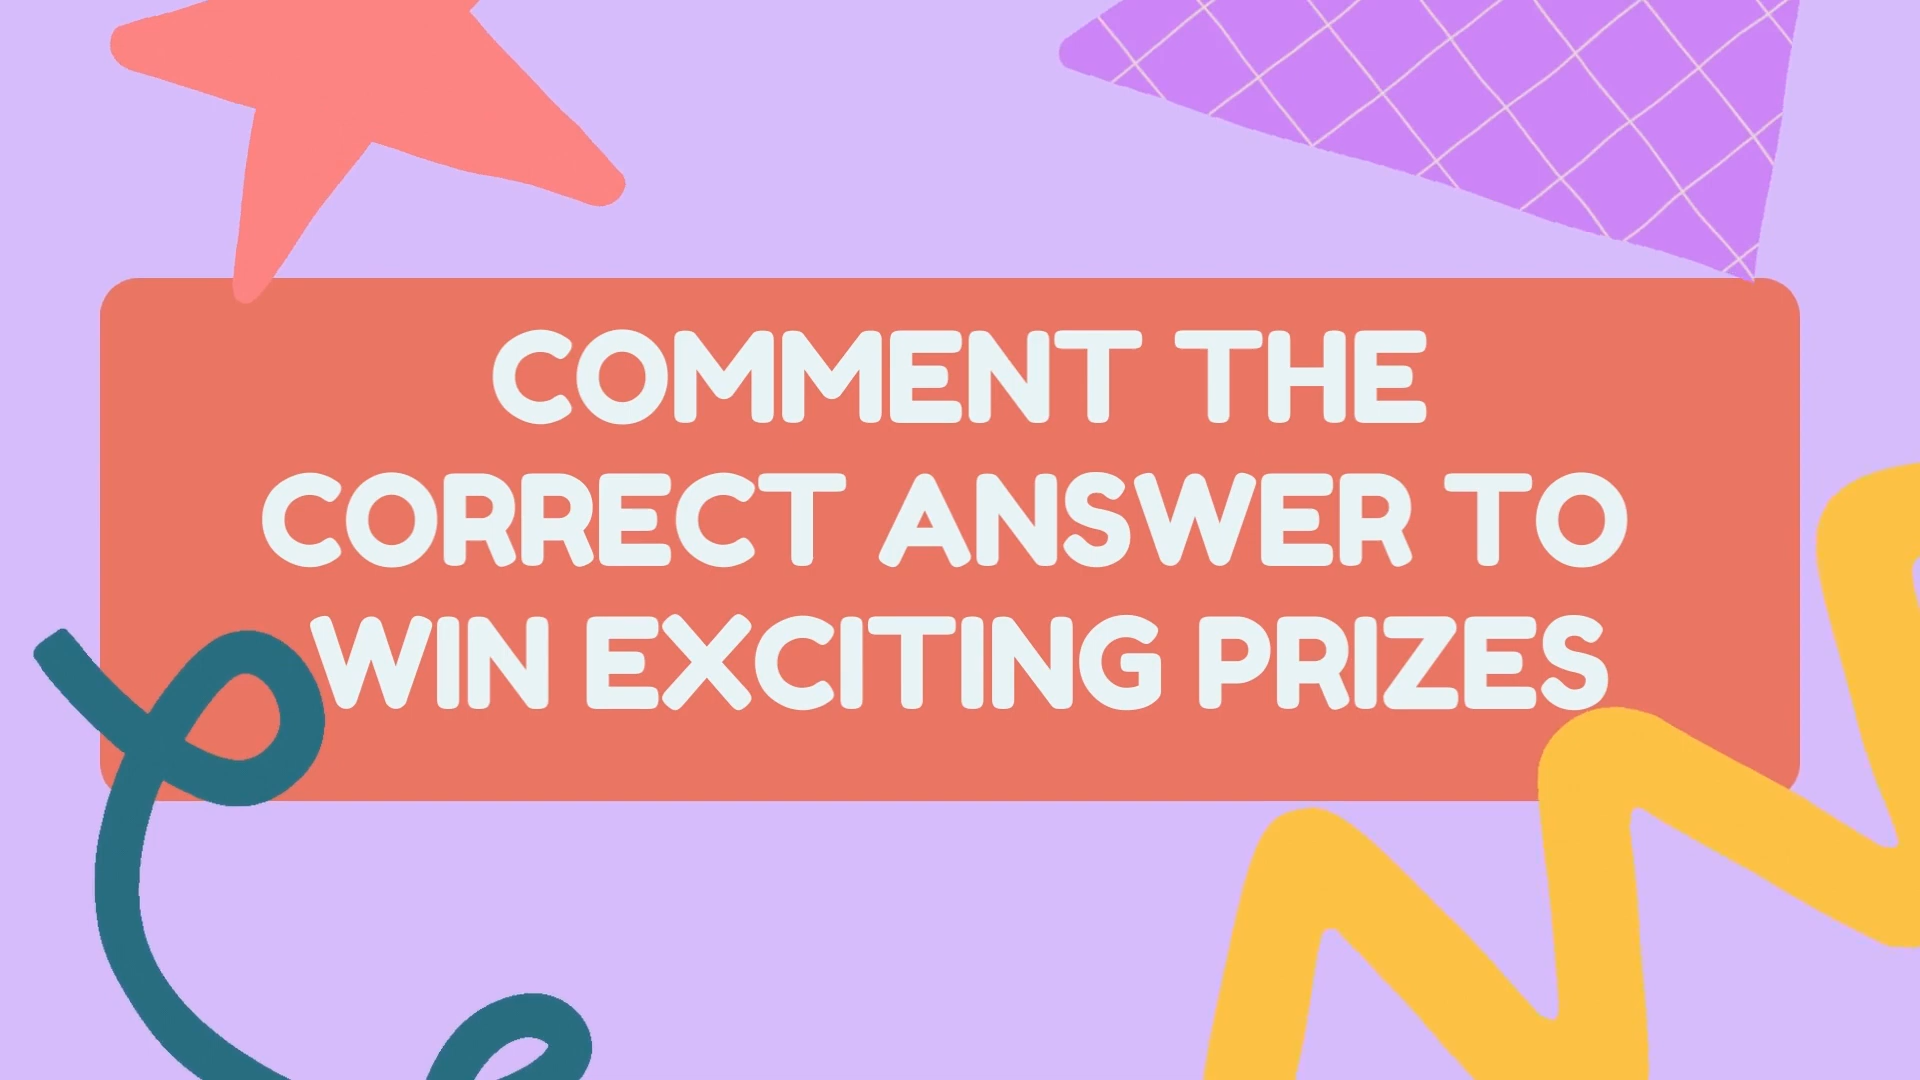 COMMENT THE
CORRECT ANSWER TO
WIN EXCITING PRIZES